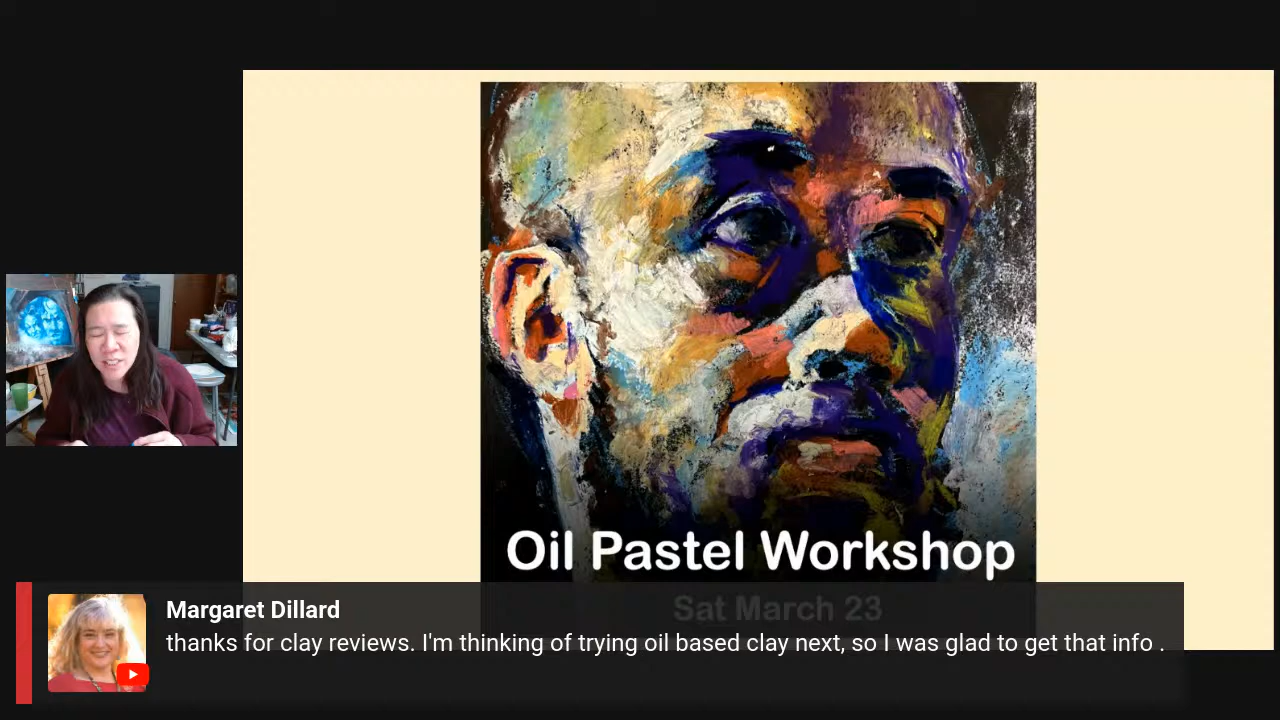 Oil Pastel Workshop
Sat March 23
Margaret Dillard
thanks for clay reviews. I'm thinking of trying oil based clay next, so I was glad to get that info .